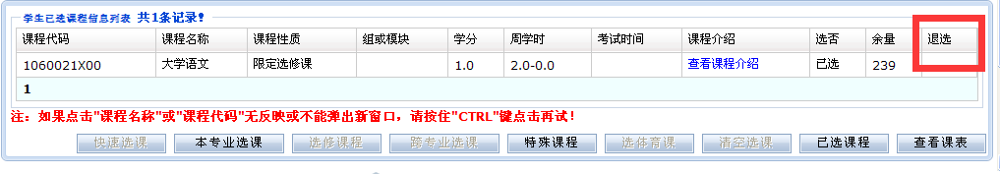 学生已选课程信息列表 共1条记录！
课程代码 课程名称 课程性质 组或模块 学分 周学时 考试时间 课程介绍 选否 余量 退选
1060021X00 大学语文 限定选修课 1.0 2.0-0.0 查看课程介绍 已选 239
1
注：如果点击"课程名称"或"课程代码"无反映或不能弹出新窗口，请按住"CTRL"键点击再试！
快速选课 本专业选课 选修课程 跨专业选课 特殊课程 选体育课 清空选课 已选课程 查看课表